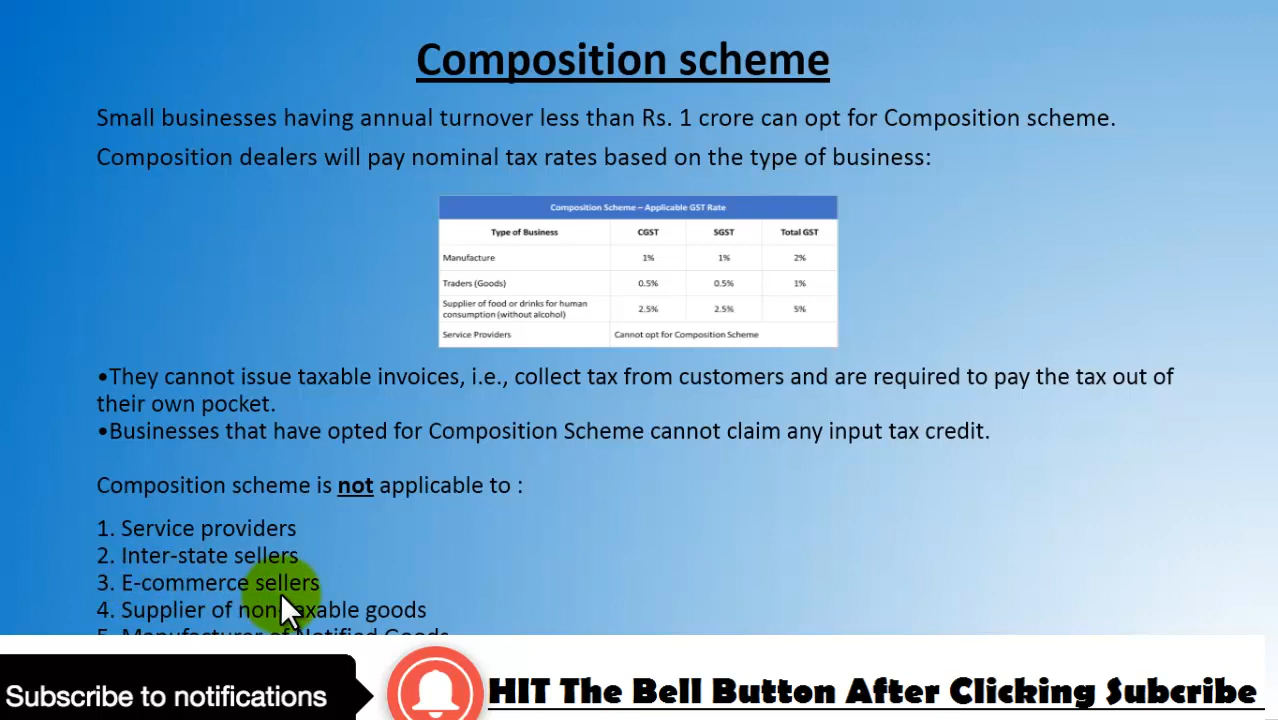 Composition scheme
Small businesses having annual turnover less than Rs. 1 crore can opt for Composition scheme.
Composition dealers will pay nominal tax rates based on the type of business:
Composition Scheme – Applicable GST Rate
Type of Business CGST SGST Total GST
Manufacture 1% 1% 2%
Traders (Goods) 0.5% 0.5% 1%
Supplier of food or drinks for human
consumption (without alcohol) 2.5% 2.5% 5%
Service Providers Cannot opt for Composition Scheme
•They cannot issue taxable invoices, i.e., collect tax from customers and are required to pay the tax out of
their own pocket.
•Businesses that have opted for Composition Scheme cannot claim any input tax credit.
Composition scheme is not applicable to :
1. Service providers
2. Inter-state sellers
3. E-commerce sellers
4. Supplier of non-taxable goods
5. Manufacturer of Notified Goods
Subscribe to notifications
HIT The Bell Button After Clicking Subcribe